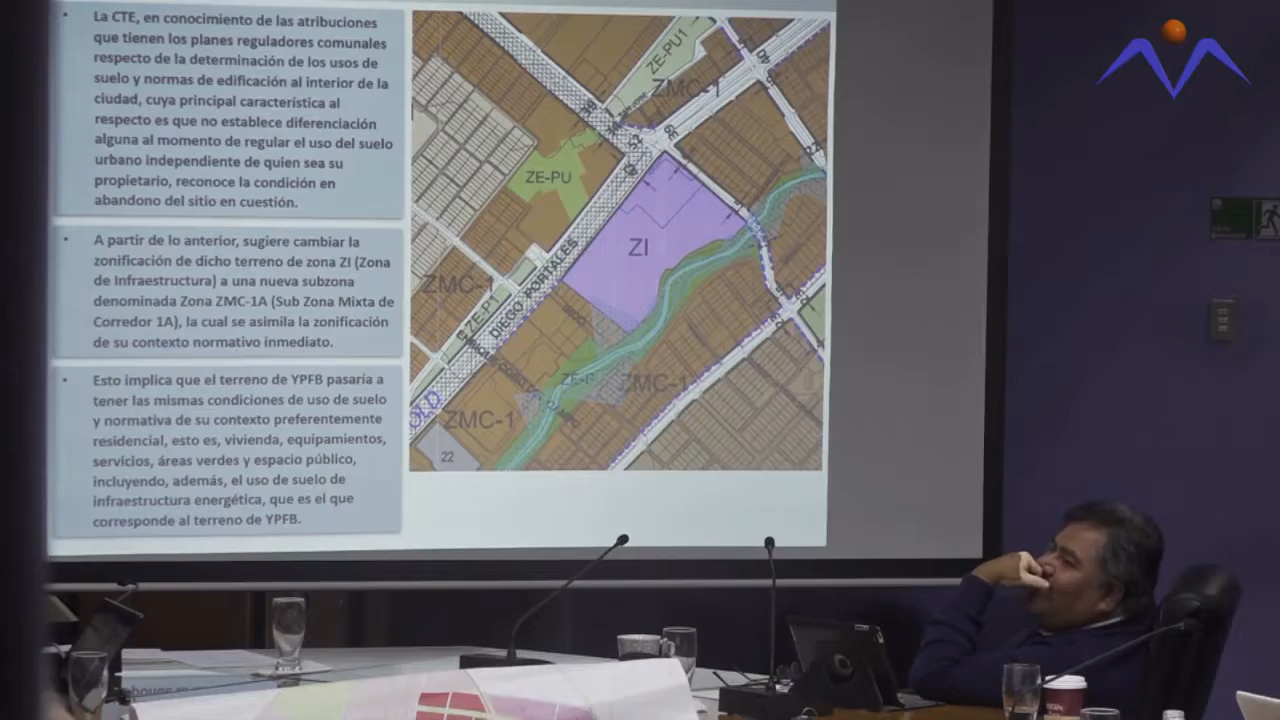 La CTE, en conocimiento de las atribuciones
que tienen los planes reguladores comunales
respecto de la determinación de los usos de
suelo y normas de edificación al interior de la
ciudad, cuya principal característica al
respecto es que no establece diferenciación
alguna al momento de regular el uso del suelo
urbano independiente de quien sea su
propietario, reconoce la condición en
abandono del sitio en cuestión.
A partir de lo anterior, sugiere cambiar la
zonificación de dicho terreno de zona ZI (Zona
de Infraestructura) a una nueva subzona
denominada Zona ZMC-1A (Sub Zona Mixta de
Corredor 1A), la cual se asimila la zonificación
de su contexto normativo inmediato.
Esto implica que el terreno de YPFB pasaría a
tener las mismas condiciones de uso de suelo
y normativa de su contexto preferentemente
residencial, esto es, vivienda, equipamientos,
servicios, áreas verdes y espacio público,
incluyendo, además, el uso de suelo de
infraestructura energética, que es el que
corresponde al terreno de YPFB.
ZE-PU1
ZMC-1
40
39
ZE-PU
ZI
ZMC-1
ZE-P1
DIEGO PORTALES
ZMC-1
ZMC-1
22